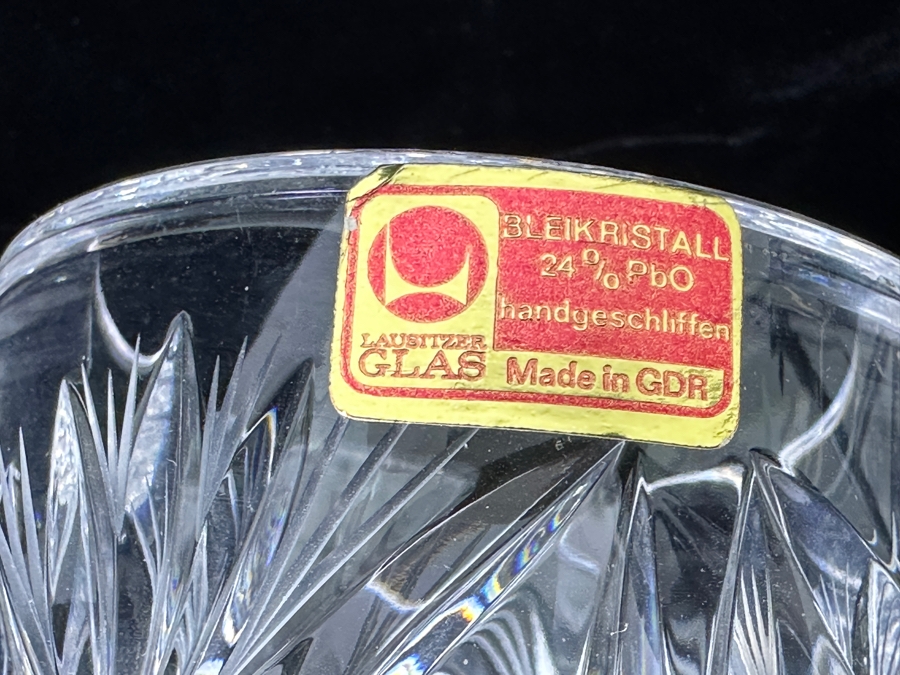 BLEIKRISTALL
24% PbO
handgeschliffen
LAUSITZER
GLAS
Made in GDR